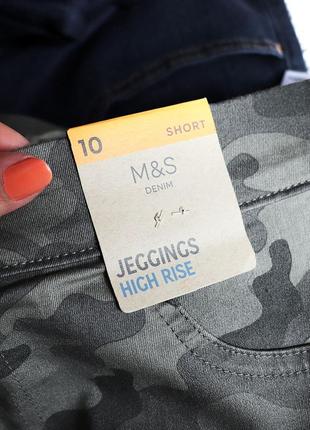 10 SHORT
M&S
DENIM
JEGGINGS
HIGH RISE